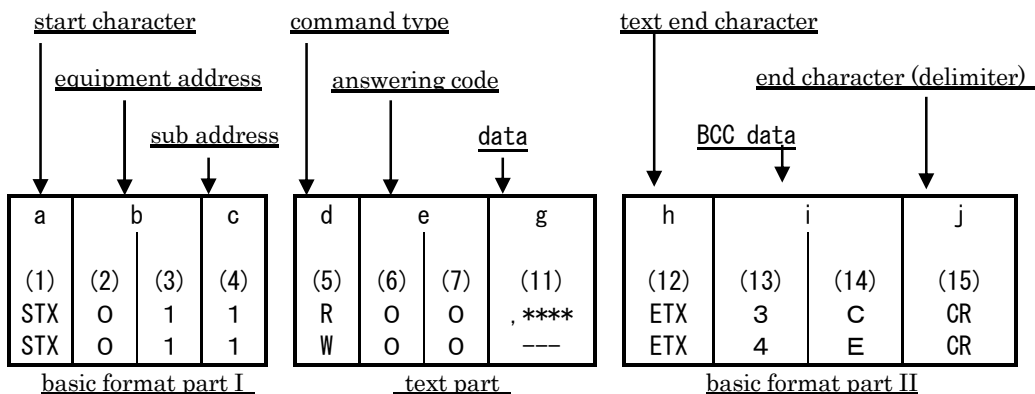 start character command type text end character
equipment address answering code end character (delimiter)
sub address data BCC data
a b c d e g h i j
(1) (2) (3) (4) (5) (6) (7) (11) (12) (13) (14) (15)
STX 0 1 1 R 0 0 ,**** ETX 3 C CR
STX 0 1 1 W 0 0 --- ETX 4 E CR
basic format part I text part basic format part II